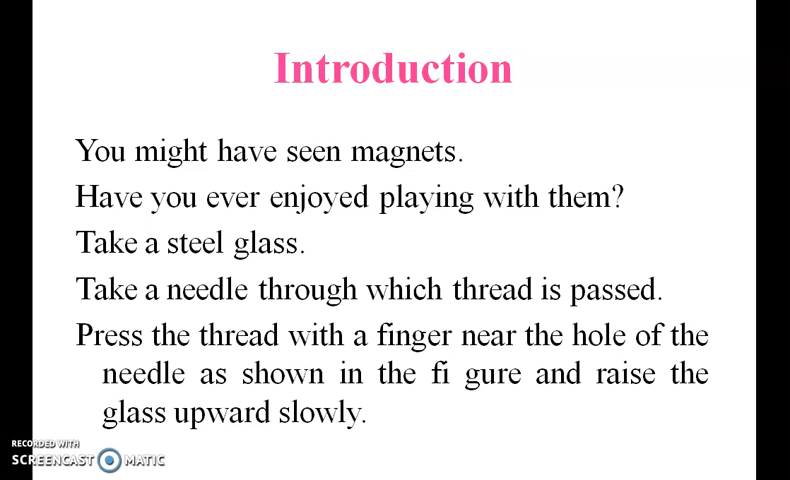 Introduction
You might have seen magnets.
Have you ever enjoyed playing with them?
Take a steel glass.
Take a needle through which thread is passed.
Press the thread with a finger near the hole of the
needle as shown in the fi gure and raise the
glass upward slowly.
RECORDED WITH
SCREENCAST MATIC